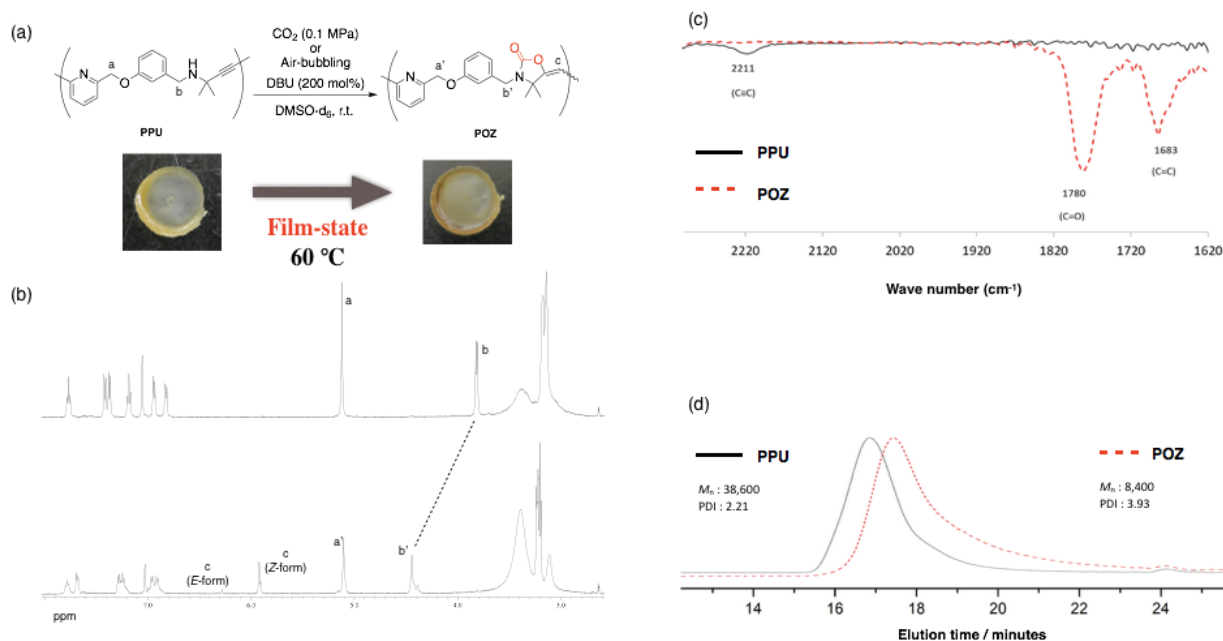 (a)
CO₂ (0.1 MPa)
or
Air-bubbling
DBU (200 mol%)
DMSO-d₆, r.t.
N
a
O
b
H
N
PPU
N
a'
O
b'
N
O
O
c
POZ
Film-state
60 ℃
(b)
a
b
c
(E-form)
c
(Z-form)
a'
b'
7.0
6.0
5.0
4.0
3.0
ppm
(c)
2211
(C≡C)
PPU
POZ
1780
(C=O)
1683
(C=C)
2220 2120 2020 1920 1820 1720 1620
Wave number (cm⁻¹)
(d)
PPU
Mn : 38,600
PDI : 2.21
POZ
Mn : 8,400
PDI : 3.93
14 16 18 20 22 24
Elution time / minutes